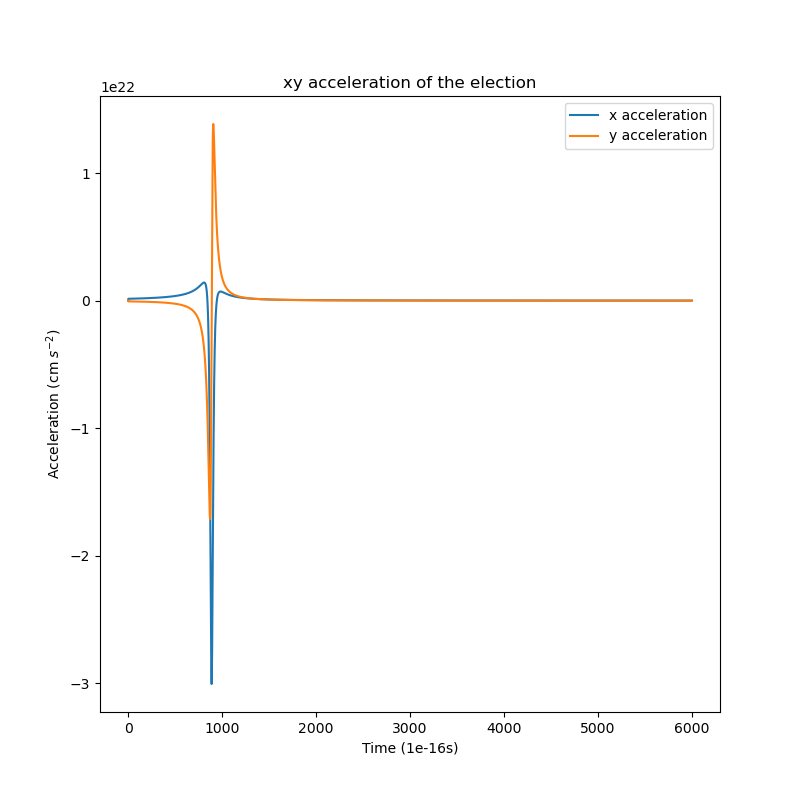 xy acceleration of the election
1e22
x acceleration
y acceleration
1
0
−1
−2
−3
Acceleration (cm $s^{-2}$)
0 1000 2000 3000 4000 5000 6000
Time (1e-16s)